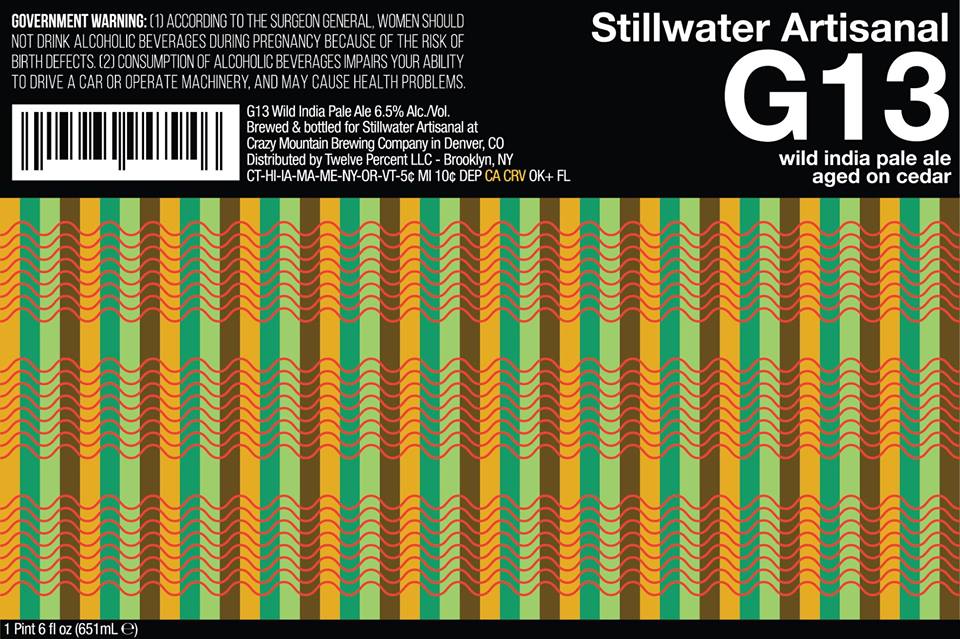 GOVERNMENT WARNING: (1) ACCORDING TO THE SURGEON GENERAL, WOMEN SHOULD
NOT DRINK ALCOHOLIC BEVERAGES DURING PREGNANCY BECAUSE OF THE RISK OF
BIRTH DEFECTS. (2) CONSUMPTION OF ALCOHOLIC BEVERAGES IMPAIRS YOUR ABILITY
TO DRIVE A CAR OR OPERATE MACHINERY, AND MAY CAUSE HEALTH PROBLEMS.
G13 Wild India Pale Ale 6.5% Alc./Vol.
Brewed & bottled for Stillwater Artisanal at
Crazy Mountain Brewing Company in Denver, CO
Distributed by Twelve Percent LLC - Brooklyn, NY
CT-HI-IA-MA-ME-NY-OR-VT-5¢ MI 10¢ DEP CA CRV OK+ FL
Stillwater Artisanal
G13
wild india pale ale
aged on cedar
1 Pint 6 fl oz (651mL ℮)